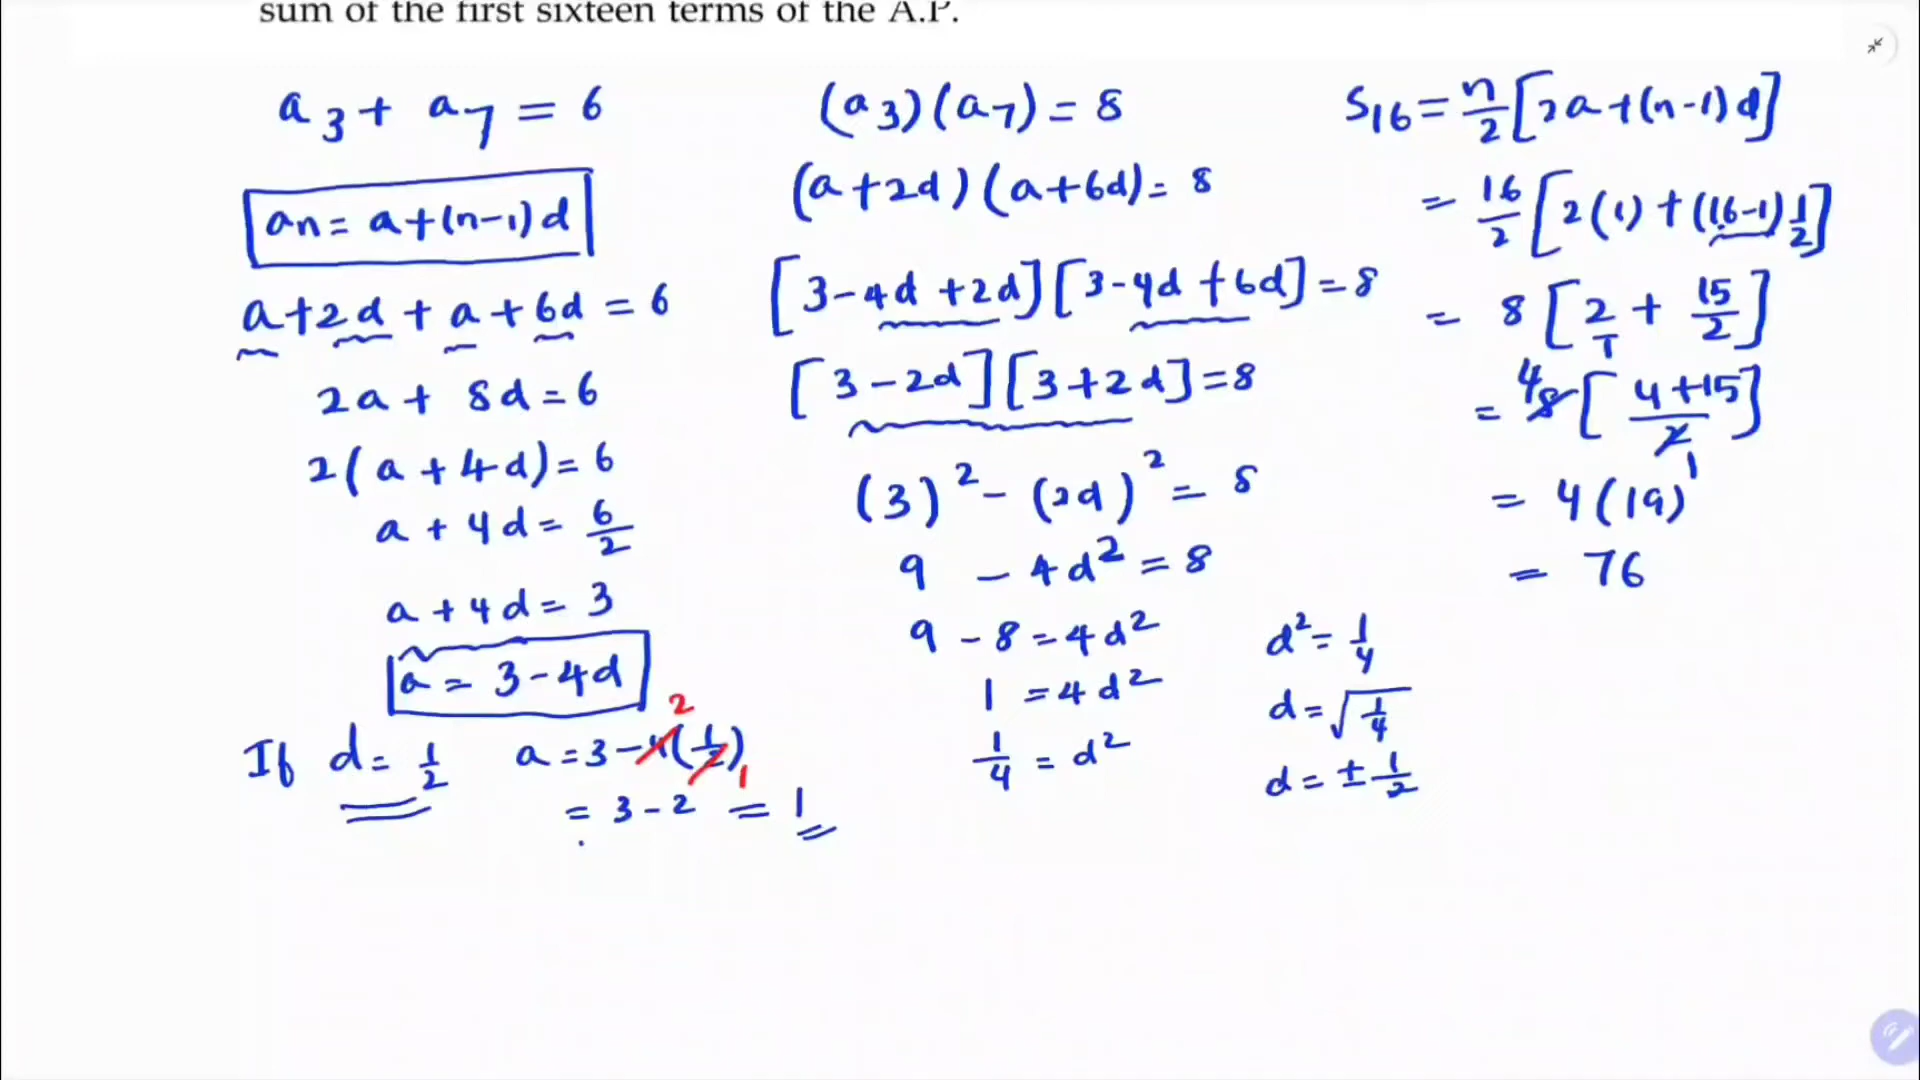 sum of the first sixteen terms of the A.P.
a3 + a7 = 6
an = a+(n-1)d
a+2d + a + 6d = 6
2a + 8d = 6
2(a + 4d) = 6
a + 4d = 6/2
a + 4d = 3
a = 3-4d
If d = 1/2
a = 3-4(1/2) 2 1
= 3-2 = 1
(a3)(a7) = 8
(a+2d)(a+6d) = 8
[3-4d +2d][3-4d +6d] = 8
[3-2d][3+2d] = 8
(3)² - (2d)² = 8
9 - 4d² = 8
9 - 8 = 4d²
1 = 4d²
1/4 = d²
d² = 1/4
d = √1/4
d = ± 1/2
S16 = n/2 [2a+(n-1)d]
= 16/2 [2(1) + (16-1) 1/2]
= 8 [2/1 + 15/2]
= 4 8 [4+15/2] 1
= 4(19)
= 76